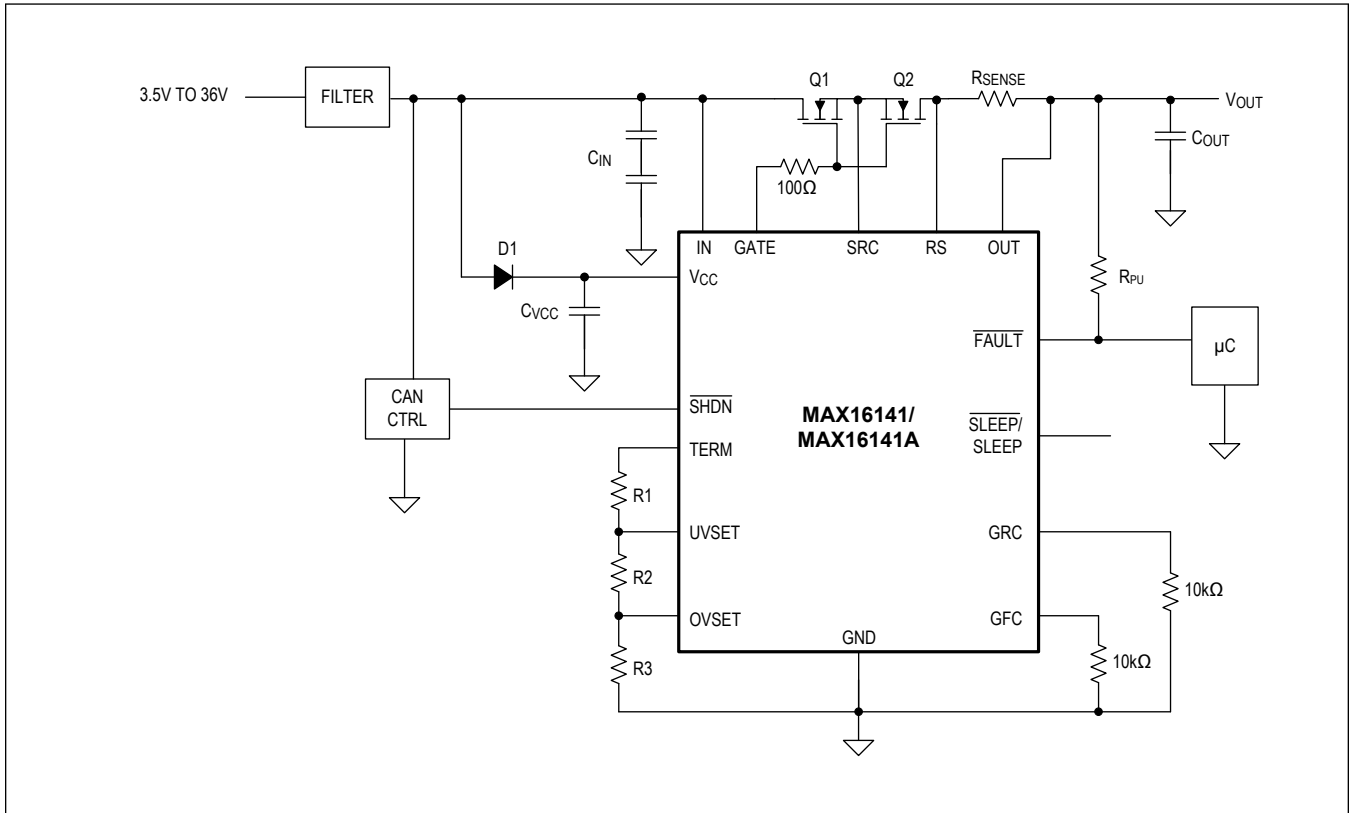 3.5V TO 36V
FILTER
Q1
Q2
RSENSE
VOUT
CIN
100Ω
COUT
D1
IN
GATE
SRC
RS
OUT
VCC
CVCC
RPU
FAULT
µC
CAN
CTRL
SHDN
MAX16141/
MAX16141A
SLEEP/
SLEEP
TERM
R1
UVSET
GRC
R2
10kΩ
OVSET
GFC
GND
R3
10kΩ